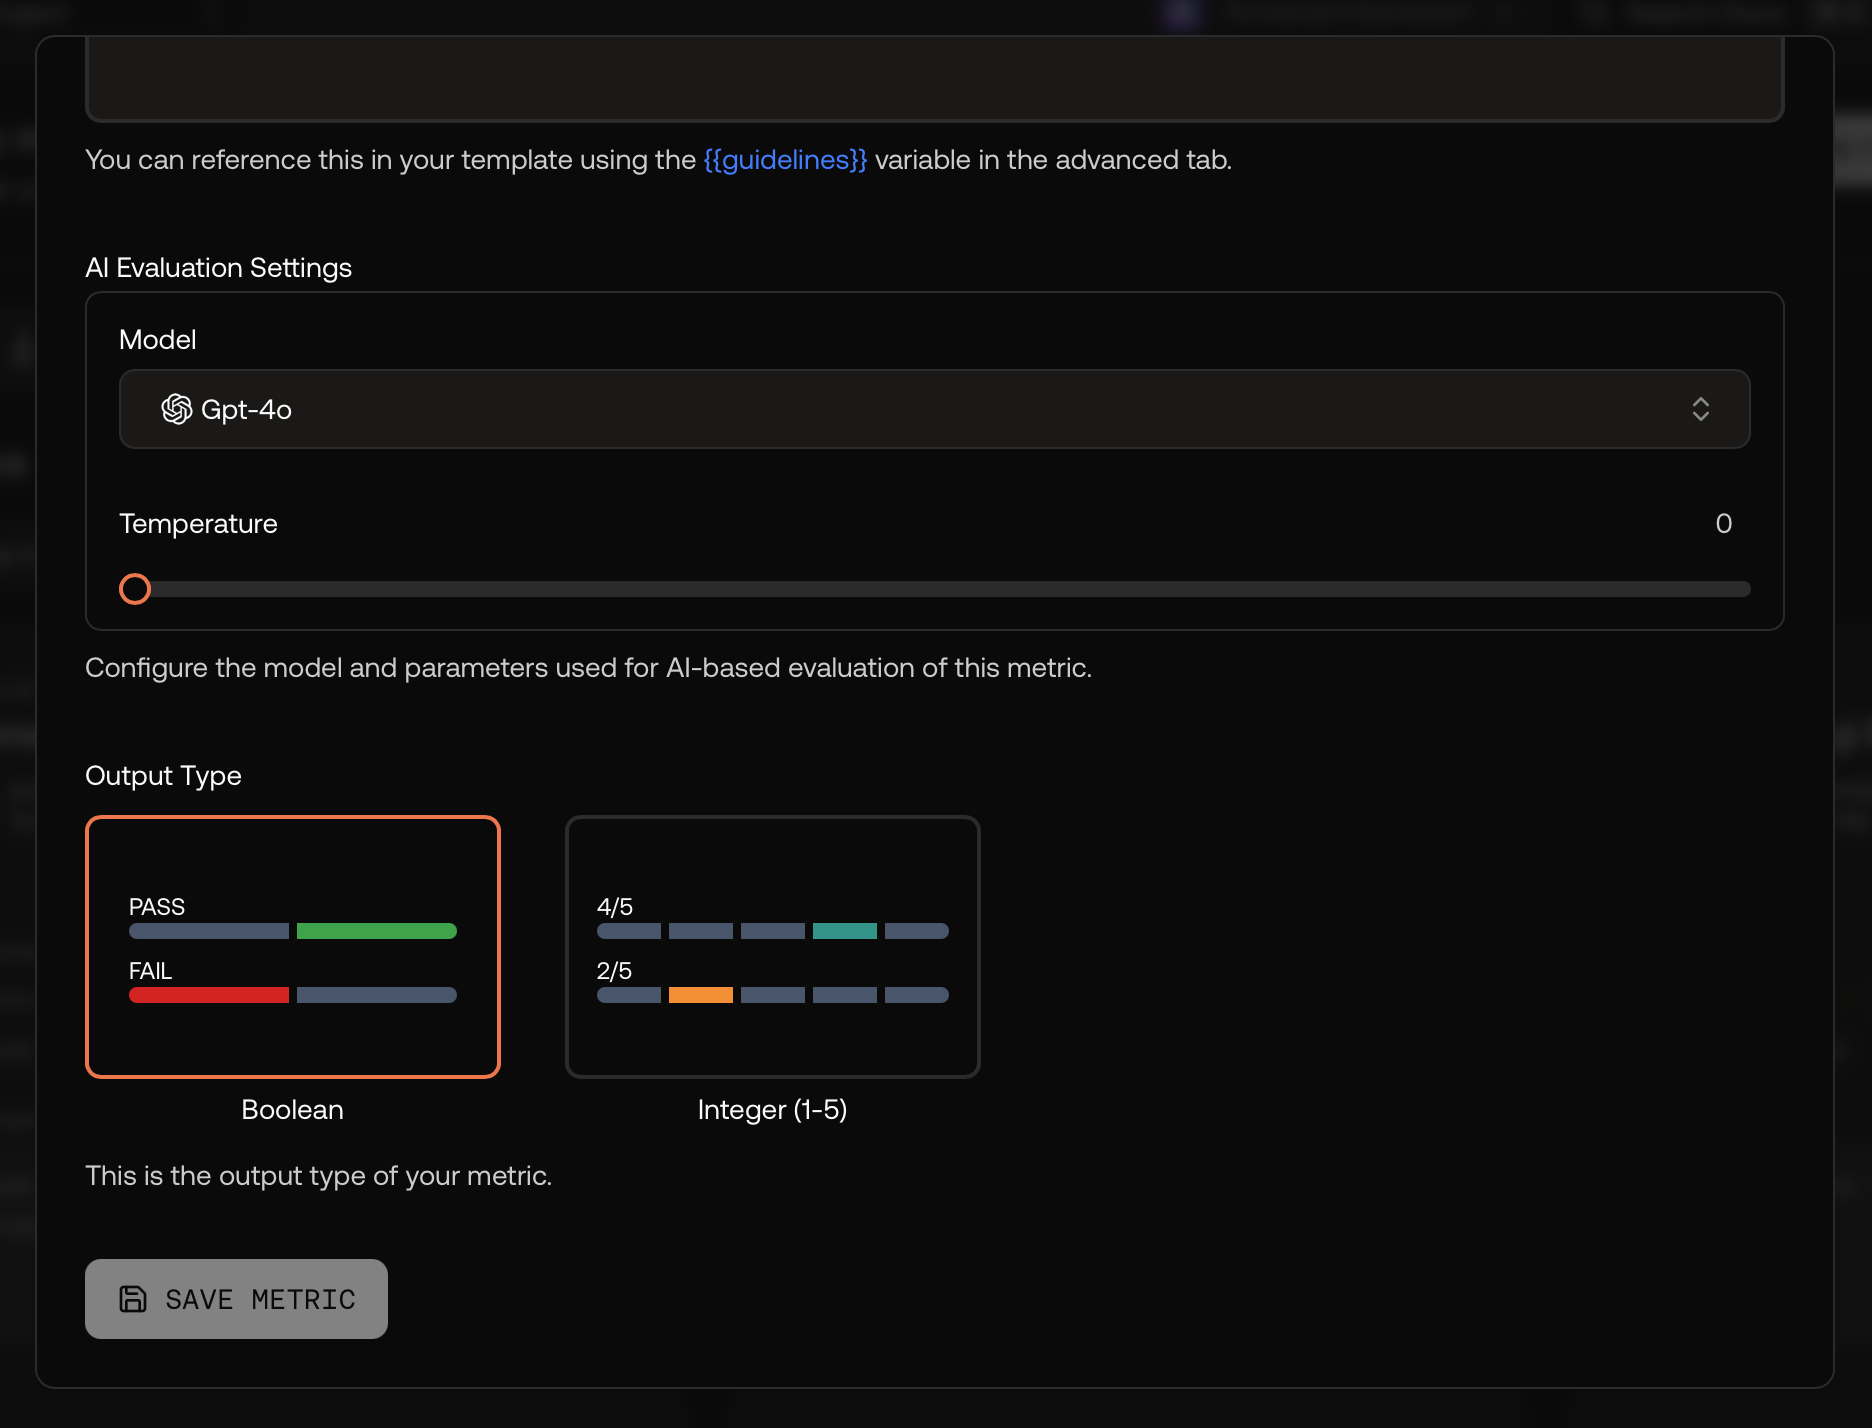 You can reference this in your template using the {{guidelines}} variable in the advanced tab.
AI Evaluation Settings
Model
Gpt-4o
Temperature
0
Configure the model and parameters used for AI-based evaluation of this metric.
Output Type
PASS
FAIL
4/5
2/5
Boolean
Integer (1-5)
This is the output type of your metric.
SAVE METRIC